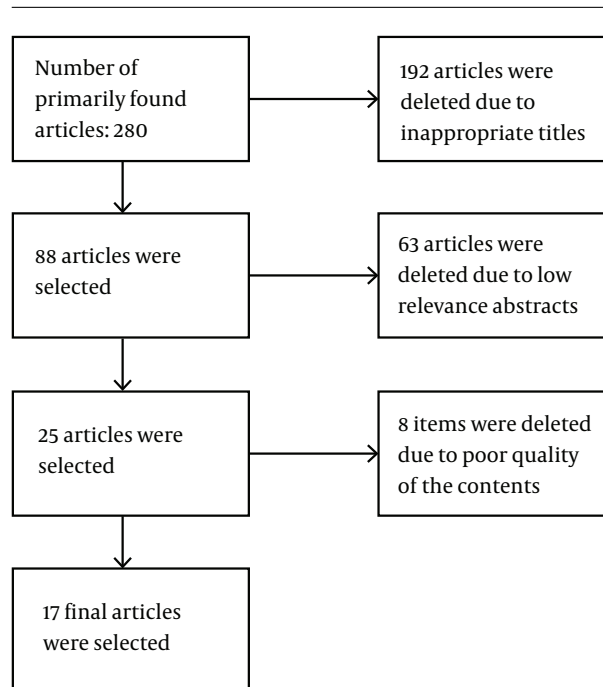 Number of
primarily found
articles: 280
192 articles were
deleted due to
inappropriate titles
88 articles were
selected
63 articles were
deleted due to low
relevance abstracts
25 articles were
selected
8 items were deleted
due to poor quality
of the contents
17 final articles
were selected